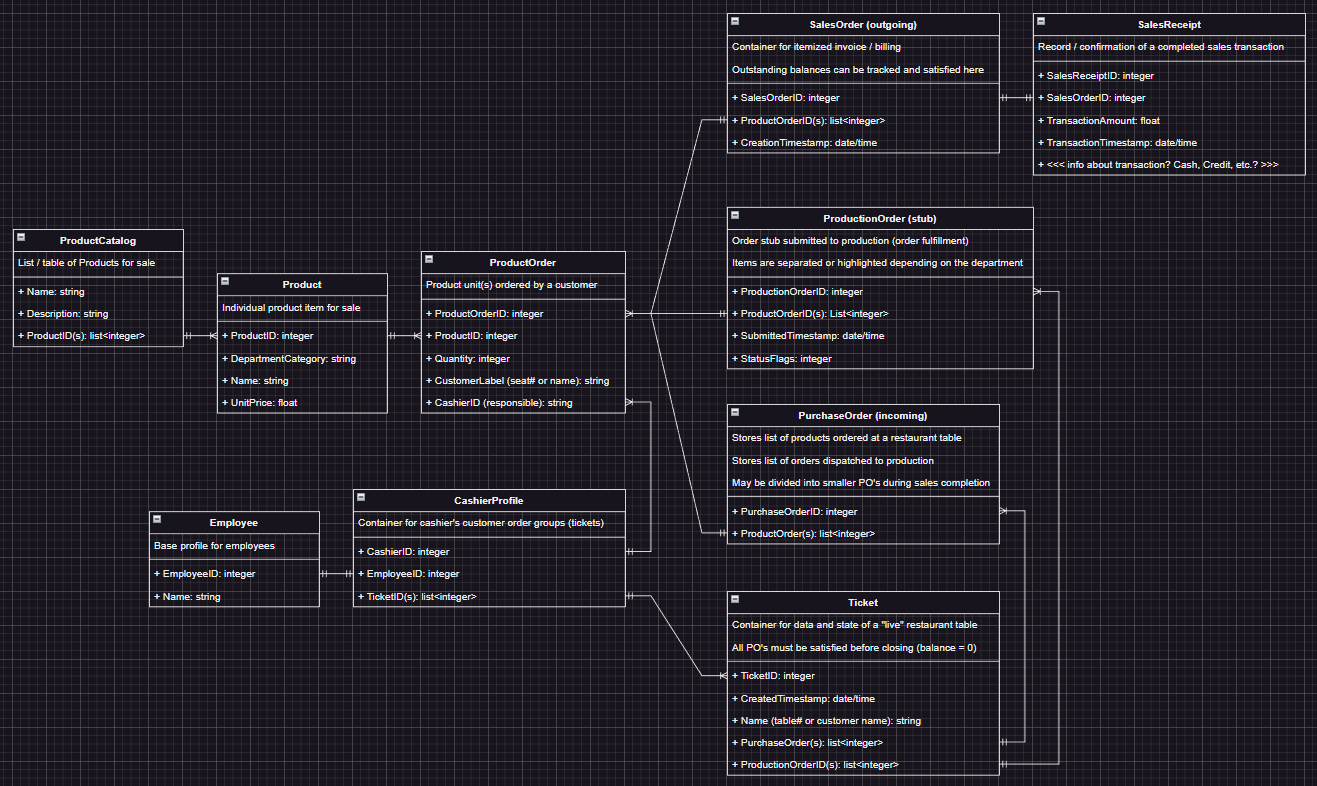 SalesOrder (outgoing)
Container for itemized invoice / billing
Outstanding balances can be tracked and satisfied here
+ SalesOrderID: integer
+ ProductOrderID(s): list<integer>
+ CreationTimestamp: date/time
SalesReceipt
Record / confirmation of a completed sales transaction
+ SalesReceiptID: integer
+ SalesOrderID: integer
+ TransactionAmount: float
+ TransactionTimestamp: date/time
+ <<< info about transaction? Cash, Credit, etc.? >>>
ProductCatalog
List / table of Products for sale
+ Name: string
+ Description: string
+ ProductID(s): list<integer>
Product
Individual product item for sale
+ ProductID: integer
+ DepartmentCategory: string
+ Name: string
+ UnitPrice: float
ProductOrder
Product unit(s) ordered by a customer
+ ProductOrderID: integer
+ ProductID: integer
+ Quantity: integer
+ CustomerLabel (seat# or name): string
+ CashierID (responsible): string
ProductionOrder (stub)
Order stub submitted to production (order fulfillment)
Items are separated or highlighted depending on the department
+ ProductionOrderID: integer
+ ProductOrderID(s): List<integer>
+ SubmittedTimestamp: date/time
+ StatusFlags: integer
PurchaseOrder (incoming)
Stores list of products ordered at a restaurant table
Stores list of orders dispatched to production
May be divided into smaller PO's during sales completion
+ PurchaseOrderID: integer
+ ProductOrder(s): list<integer>
Employee
Base profile for employees
+ EmployeeID: integer
+ Name: string
CashierProfile
Container for cashier's customer order groups (tickets)
+ CashierID: integer
+ EmployeeID: integer
+ TicketID(s): list<integer>
Ticket
Container for data and state of a "live" restaurant table
All PO's must be satisfied before closing (balance = 0)
+ TicketID: integer
+ CreatedTimestamp: date/time
+ Name (table# or customer name): string
+ PurchaseOrder(s): list<integer>
+ ProductionOrderID(s): list<integer>